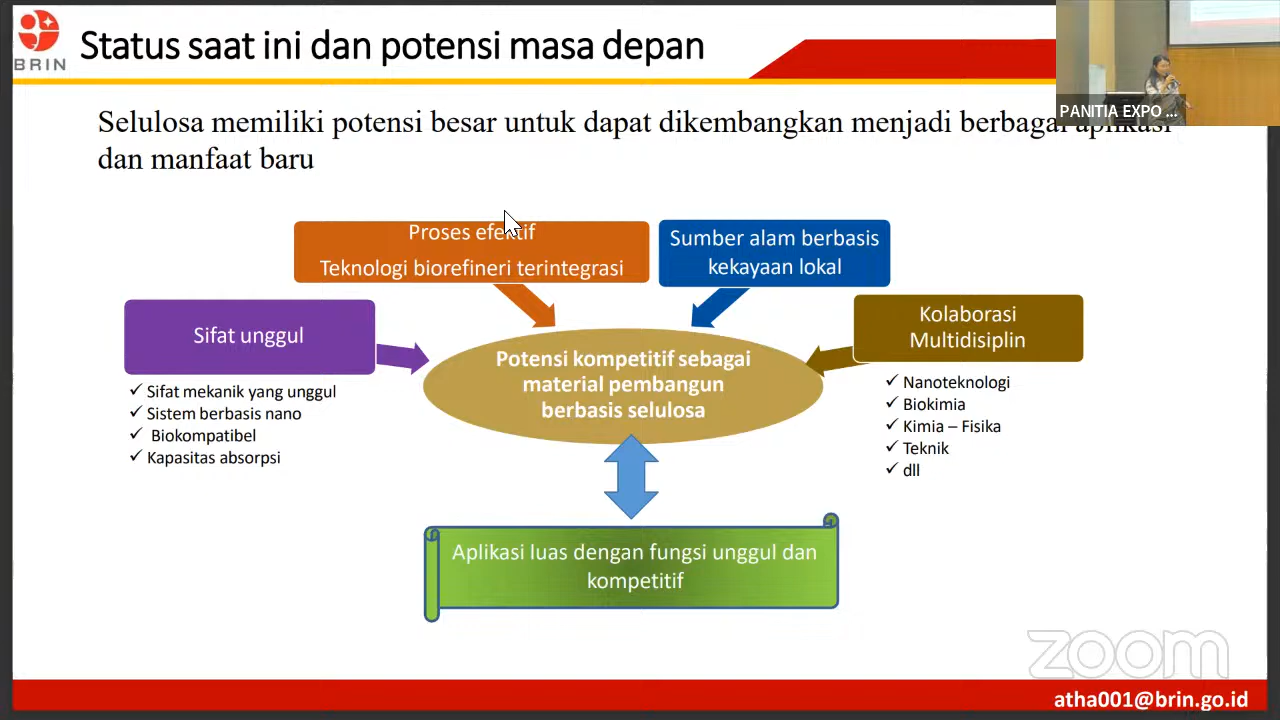 BRIN
Status saat ini dan potensi masa depan
PANITIA EXPO ...
Selulosa memiliki potensi besar untuk dapat dikembangkan menjadi berbagai aplikasi
dan manfaat baru
Proses efektif
Teknologi biorefineri terintegrasi
Sumber alam berbasis
kekayaan lokal
Sifat unggul
Kolaborasi
Multidisiplin
Potensi kompetitif sebagai
material pembangun
berbasis selulosa
✓ Sifat mekanik yang unggul
✓ Sistem berbasis nano
✓ Biokompatibel
✓ Kapasitas absorpsi
✓ Nanoteknologi
✓ Biokimia
✓ Kimia – Fisika
✓ Teknik
✓ dll
Aplikasi luas dengan fungsi unggul dan
kompetitif
zoom
atha001@brin.go.id